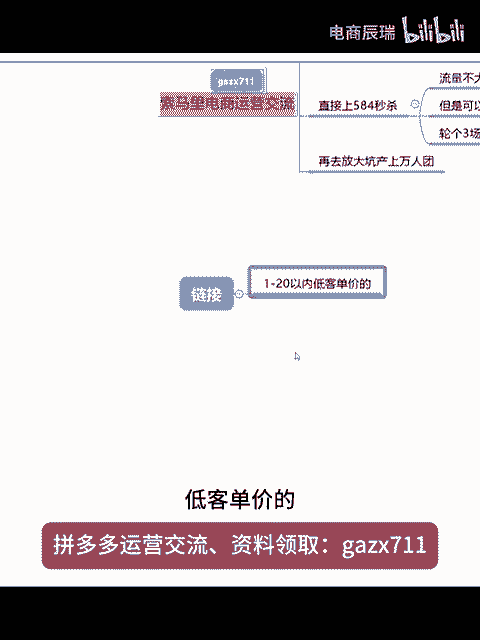 电商辰瑞 bilibili
gazx711
索马里电商运营交流
流量不大
直接上584秒杀
但是可以
轮个3场
再去放大坑产上万人团
链接
1-20以内低客单价的
低客单价的
拼多多运营交流、资料领取：gazx711